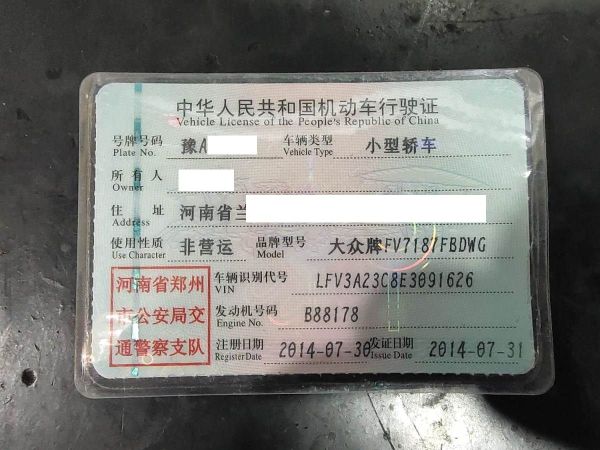 中华人民共和国机动车行驶证
Vehicle License of the People's Republic of China
号牌号码 豫A 车辆类型 小型轿车
Plate No. Vehicle Type
所有人
Owner
住址 河南省兰
Address
使用性质 非营运 品牌型号 大众牌FV7187FBDWG
Use Character Model
河南省郑州
市公安局交
通警察支队
车辆识别代号 LFV3A23C8E3091626
VIN
发动机号码 B88178
Engine No.
注册日期 2014-07-30 发证日期 2014-07-31
Register Date Issue Date